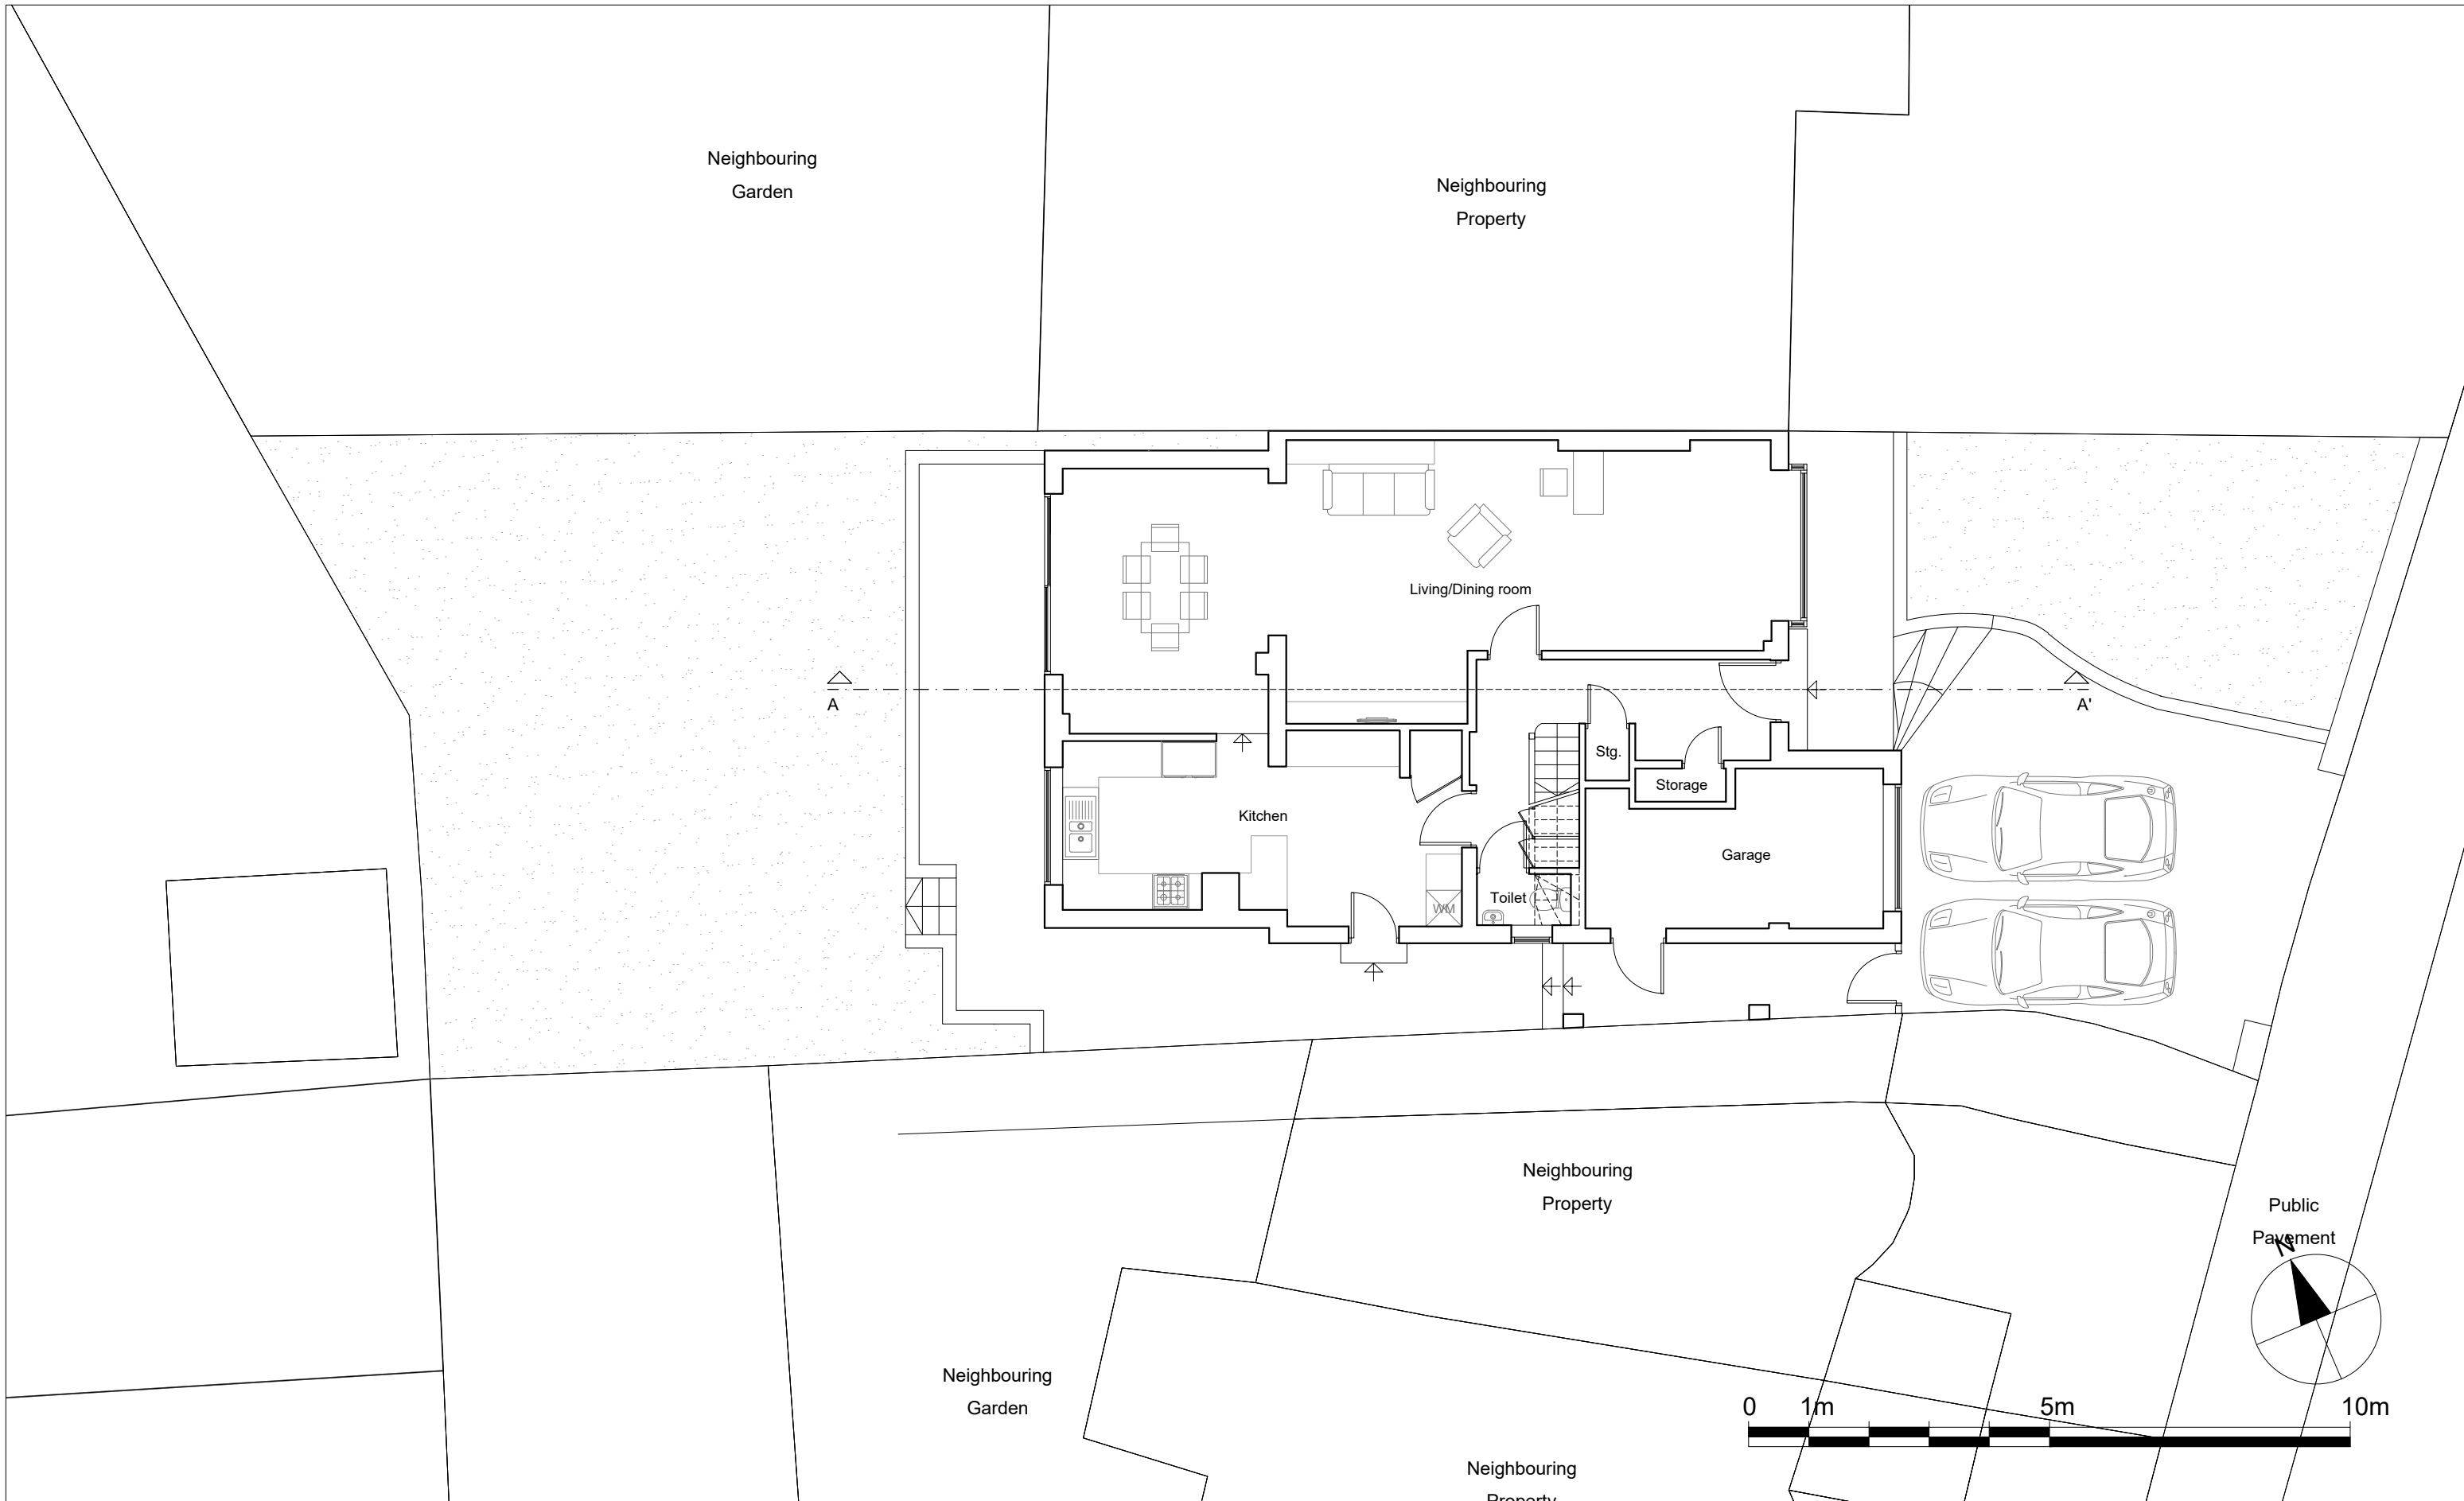 Neighbouring
Garden
Neighbouring
Property
Living/Dining room
A
A'
Stg.
Storage
Kitchen
Garage
Toilet
WM
Neighbouring
Property
Public
Pavement
N
Neighbouring
Garden
0 1m 5m 10m
Neighbouring
Property